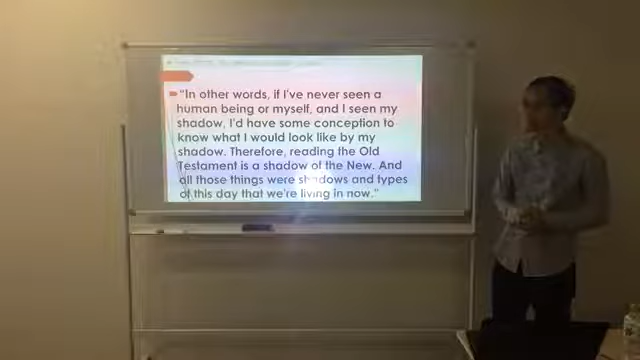 "In other words, if I've never seen a
human being or myself, and I seen my
shadow, I'd have some conception to
know what I would look like by my
shadow. Therefore, reading the Old
Testament is a shadow of the New. And
all those things were shadows and types
of this day that we're living in now."